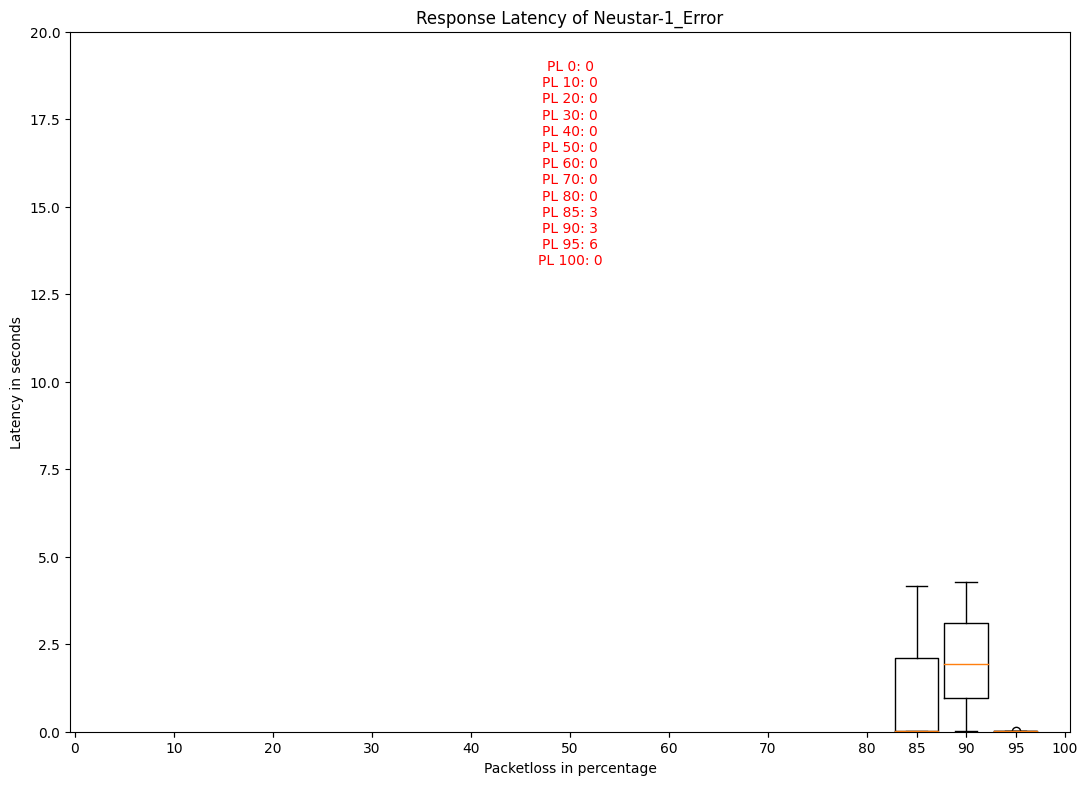 Response Latency of Neustar-1_Error
20.0
17.5
15.0
12.5
10.0
7.5
5.0
2.5
0.0
Latency in seconds
PL 0: 0
PL 10: 0
PL 20: 0
PL 30: 0
PL 40: 0
PL 50: 0
PL 60: 0
PL 70: 0
PL 80: 0
PL 85: 3
PL 90: 3
PL 95: 6
PL 100: 0
0 10 20 30 40 50 60 70 80 85 90 95 100
Packetloss in percentage